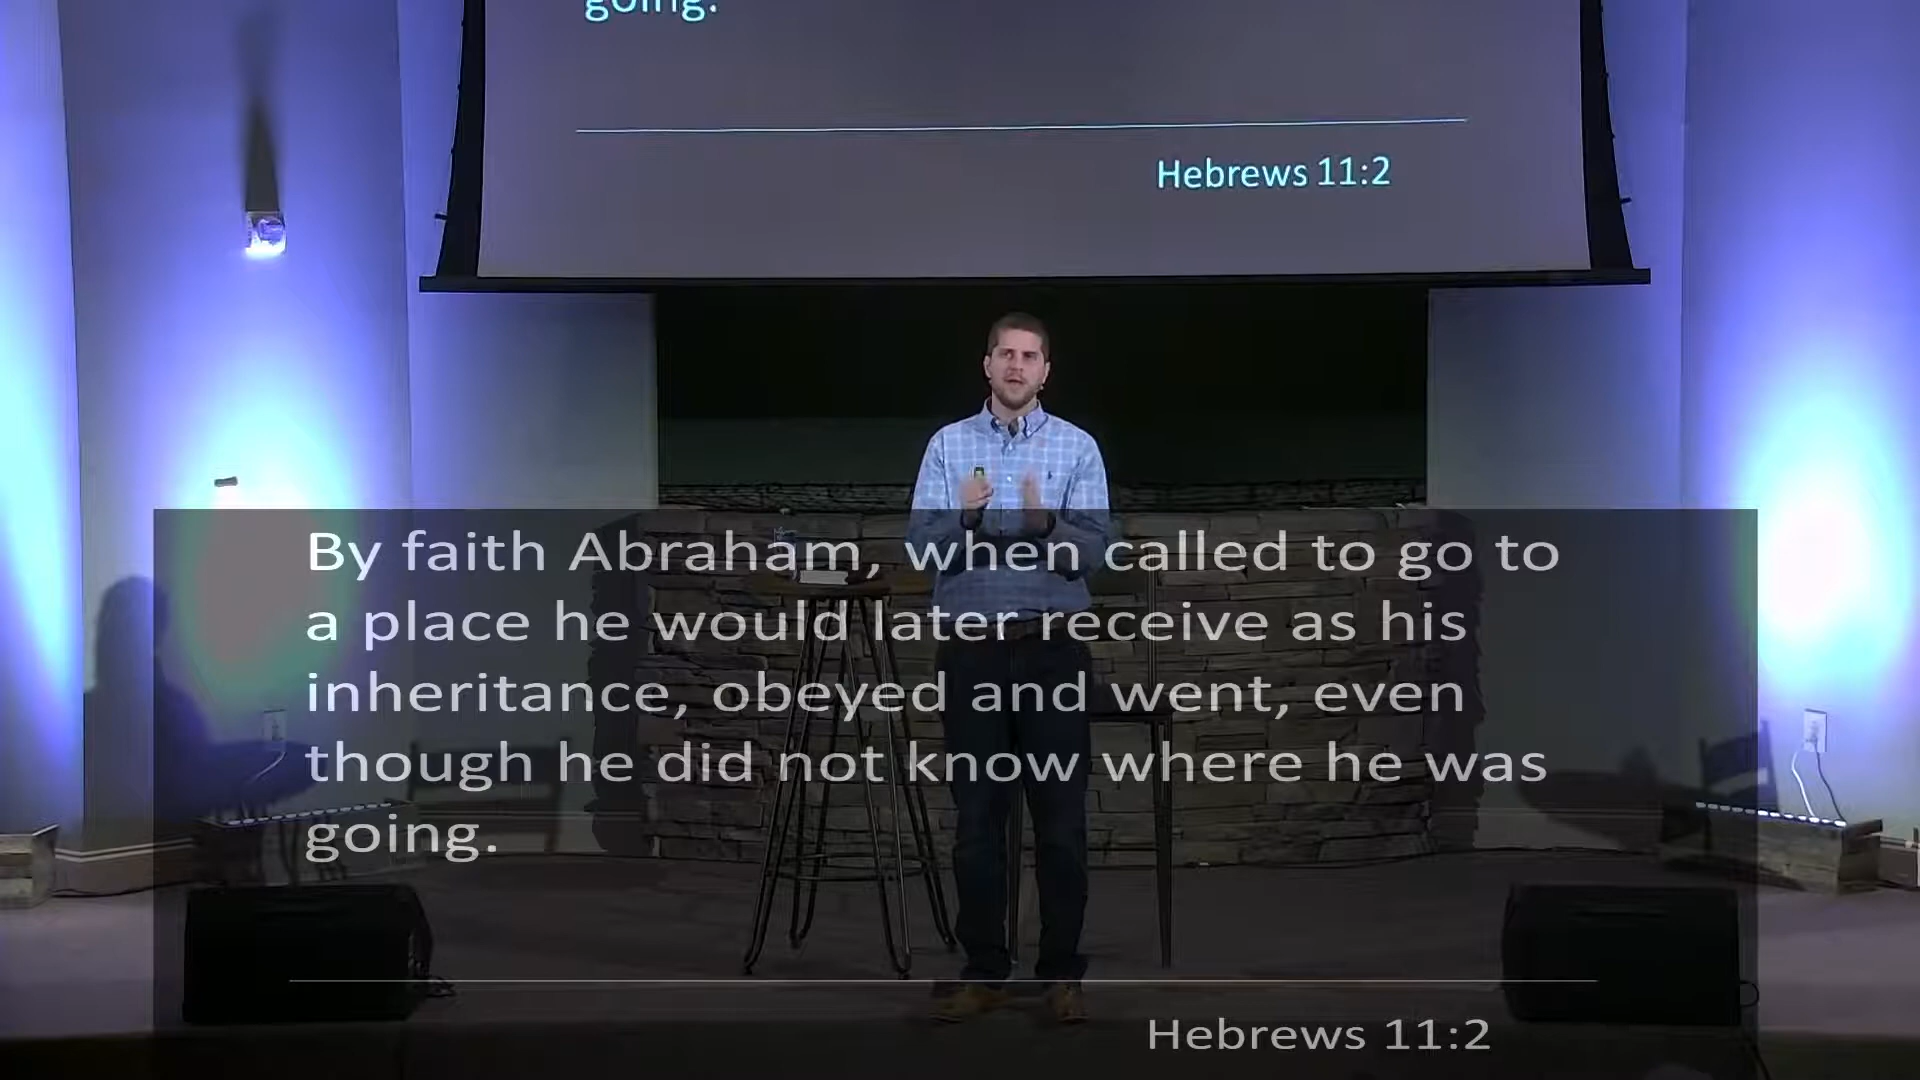 going.
Hebrews 11:2
By faith Abraham, when called to go to
a place he would later receive as his
inheritance, obeyed and went, even
though he did not know where he was
going.
Hebrews 11:2